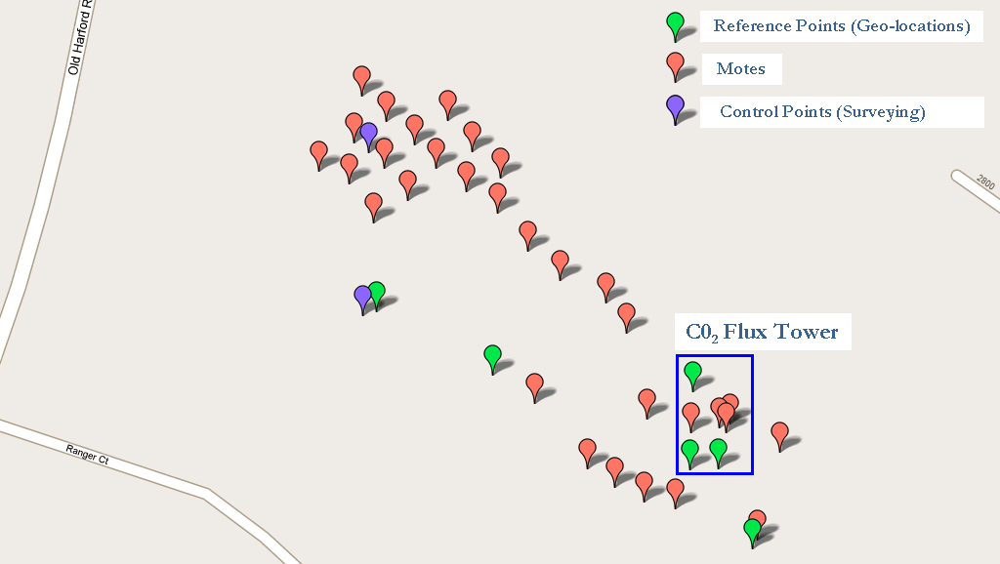 Old Harford R
Reference Points (Geo-locations)
Motes
Control Points (Surveying)
2800
C0₂ Flux Tower
Ranger Ct